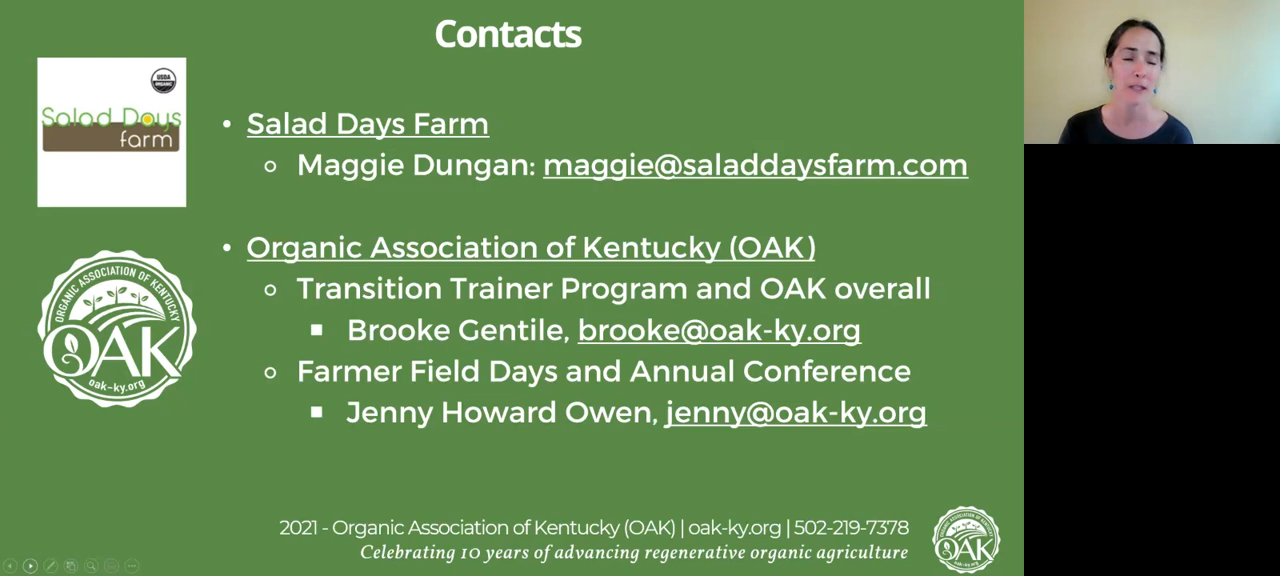 Contacts
USDA
ORGANIC
Salad Days
farm
• Salad Days Farm
Maggie Dungan: maggie@saladdaysfarm.com
• Organic Association of Kentucky (OAK)
Transition Trainer Program and OAK overall
Brooke Gentile, brooke@oak-ky.org
Farmer Field Days and Annual Conference
Jenny Howard Owen, jenny@oak-ky.org
ORGANIC ASSOCIATION OF KENTUCKY
OAK
oak-ky.org
2021 - Organic Association of Kentucky (OAK) | oak-ky.org | 502-219-7378
Celebrating 10 years of advancing regenerative organic agriculture
OAK